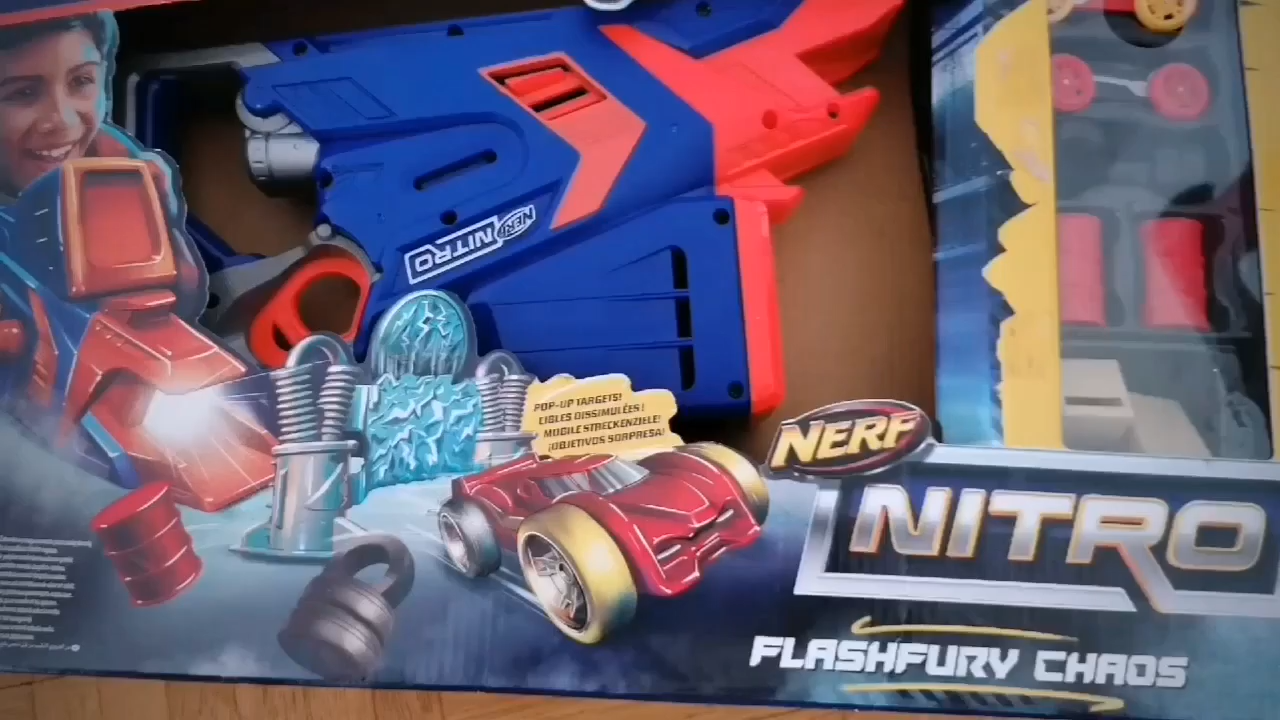 NERF
NITRO
POP-UP TARGETS!
CIBLES DISSIMULÉES!
MOBILE STRECKENZIELE!
¡OBJETIVOS SORPRESA!
NERF
NITRO
FLASHFURY CHAOS